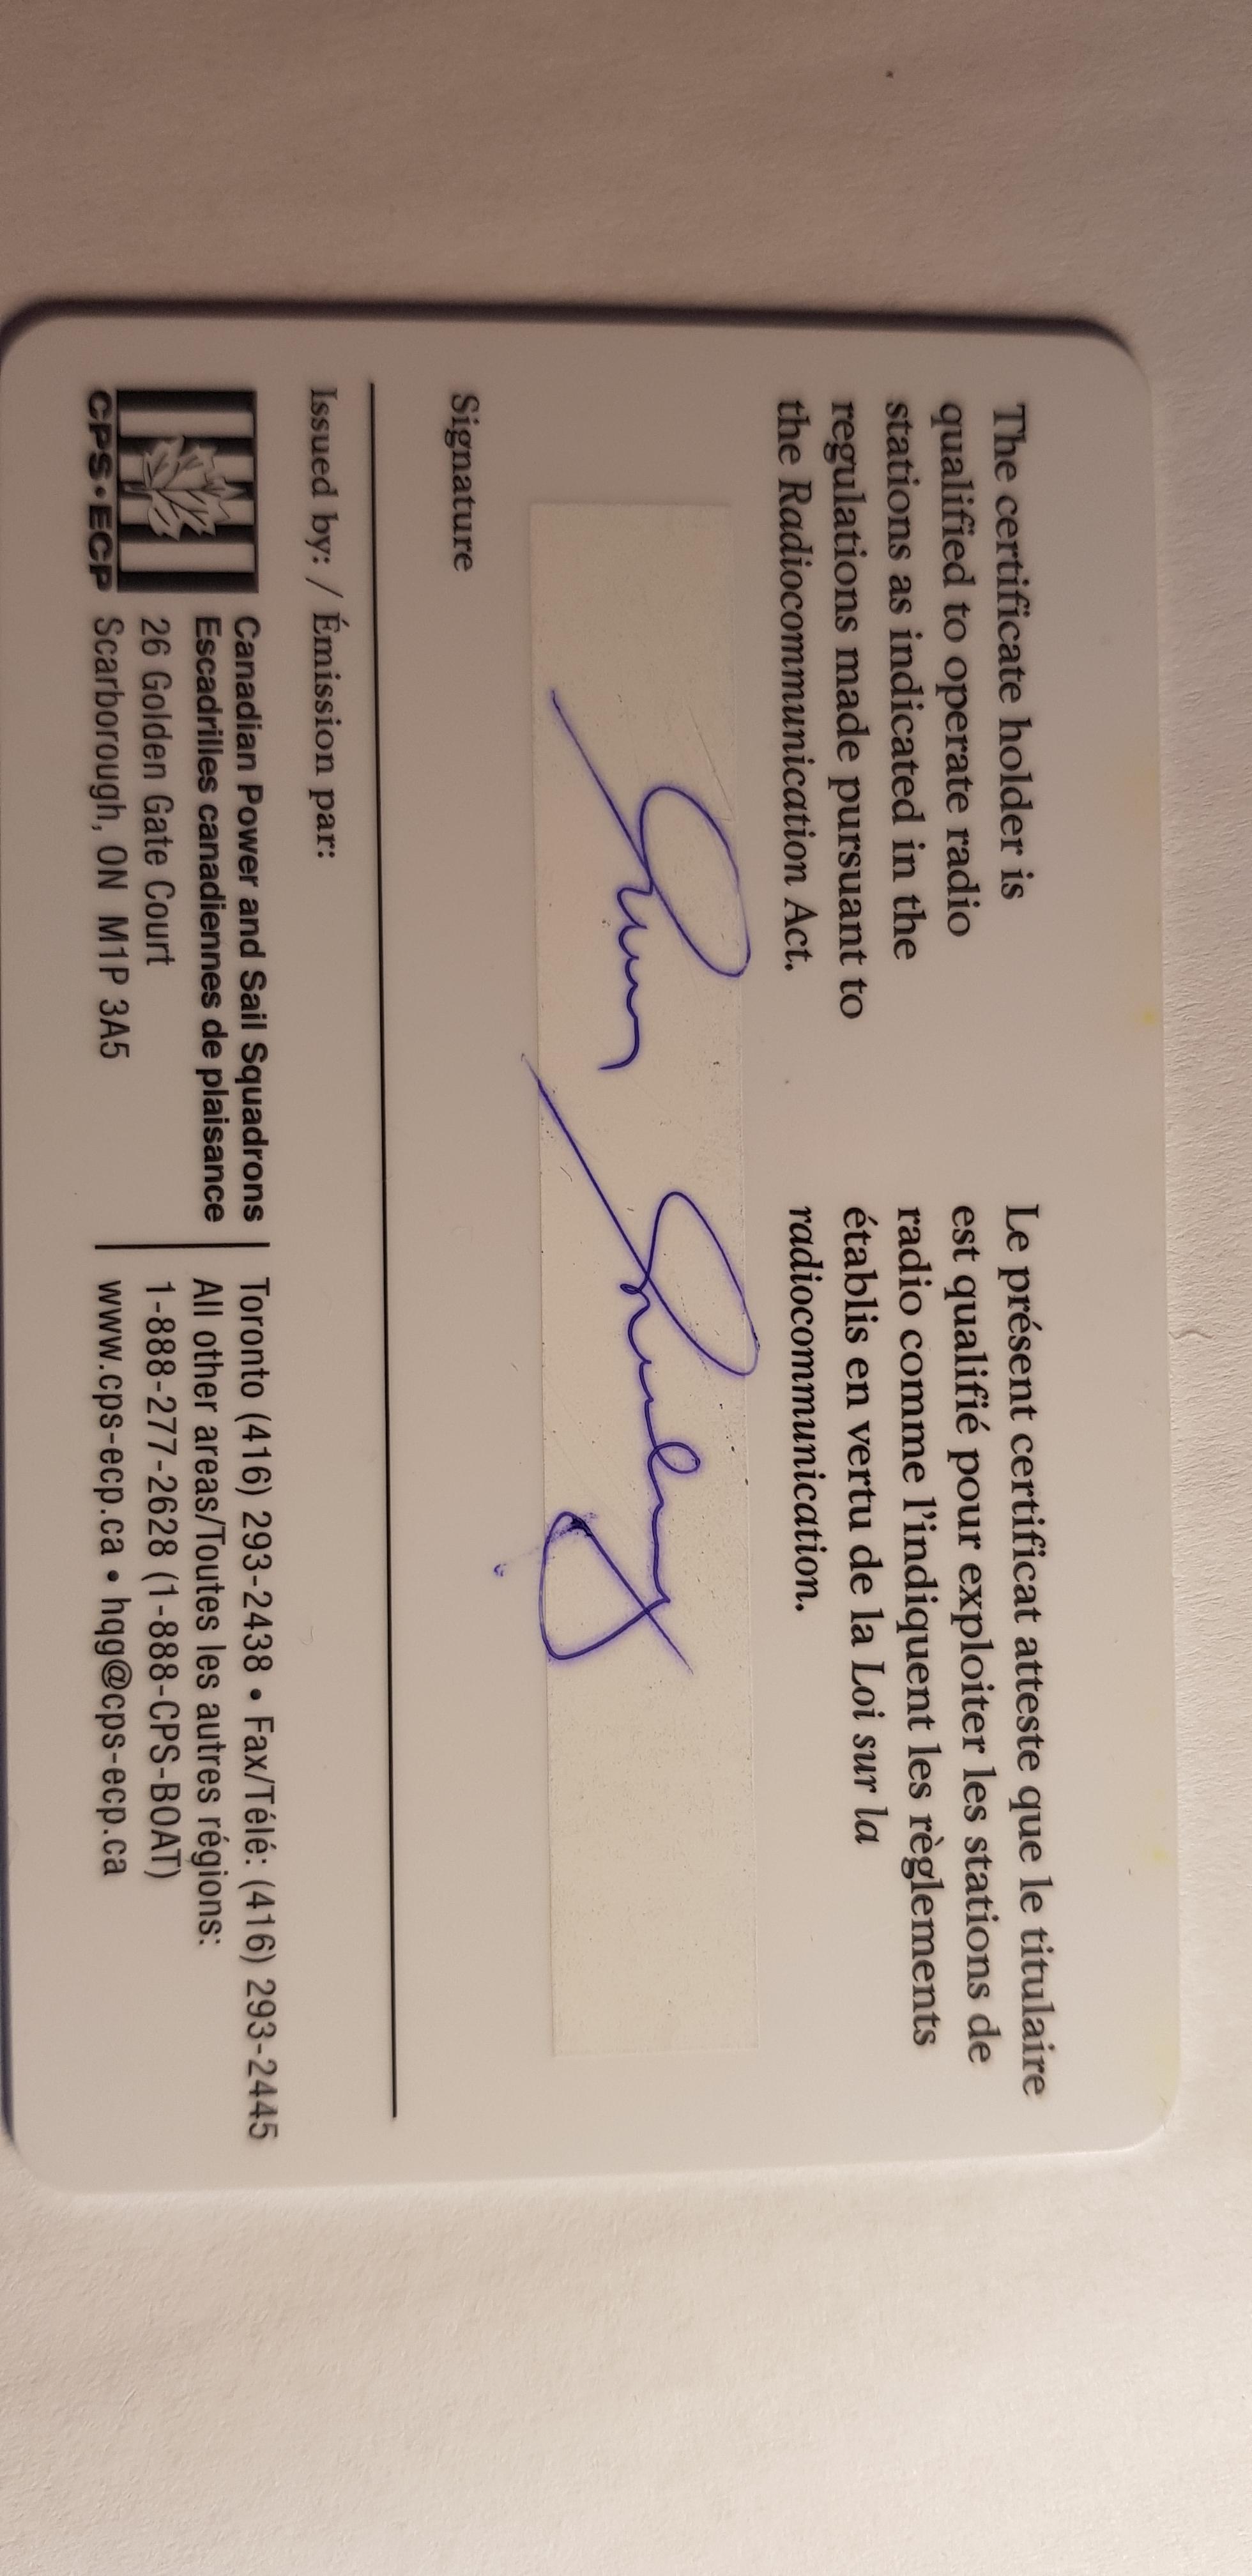 The certificate holder is
qualified to operate radio
stations as indicated in the
regulations made pursuant to
the Radiocommunication Act.
Le présent certificat atteste que le titulaire
est qualifié pour exploiter les stations de
radio comme l'indiquent les règlements
établis en vertu de la Loi sur la
radiocommunication.
Signature
Issued by: / Émission par:
CPS•ECP
Canadian Power and Sail Squadrons
Escadrilles canadiennes de plaisance
26 Golden Gate Court
Scarborough, ON M1P 3A5
Toronto (416) 293-2438 • Fax/Télé: (416) 293-2445
All other areas/Toutes les autres régions:
1-888-277-2628 (1-888-CPS-BOAT)
www.cps-ecp.ca • hqg@cps-ecp.ca